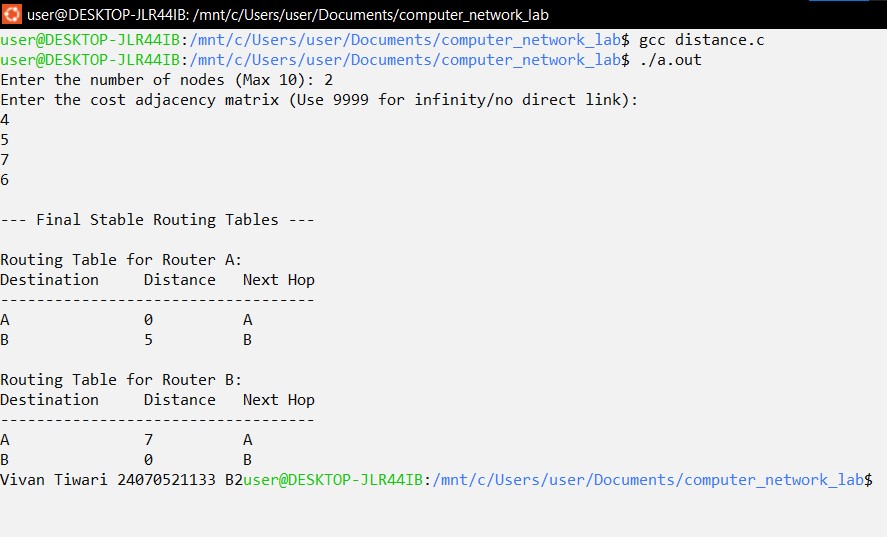 user@DESKTOP-JLR44IB: /mnt/c/Users/user/Documents/computer_network_lab
user@DESKTOP-JLR44IB:/mnt/c/Users/user/Documents/computer_network_lab$ gcc distance.c
user@DESKTOP-JLR44IB:/mnt/c/Users/user/Documents/computer_network_lab$ ./a.out
Enter the number of nodes (Max 10): 2
Enter the cost adjacency matrix (Use 9999 for infinity/no direct link):
4
5
7
6
--- Final Stable Routing Tables ---
Routing Table for Router A:
Destination     Distance   Next Hop
-----------------------------------
A               0          A
B               5          B
Routing Table for Router B:
Destination     Distance   Next Hop
-----------------------------------
A               7          A
B               0          B
Vivan Tiwari 24070521133 B2user@DESKTOP-JLR44IB:/mnt/c/Users/user/Documents/computer_network_lab$